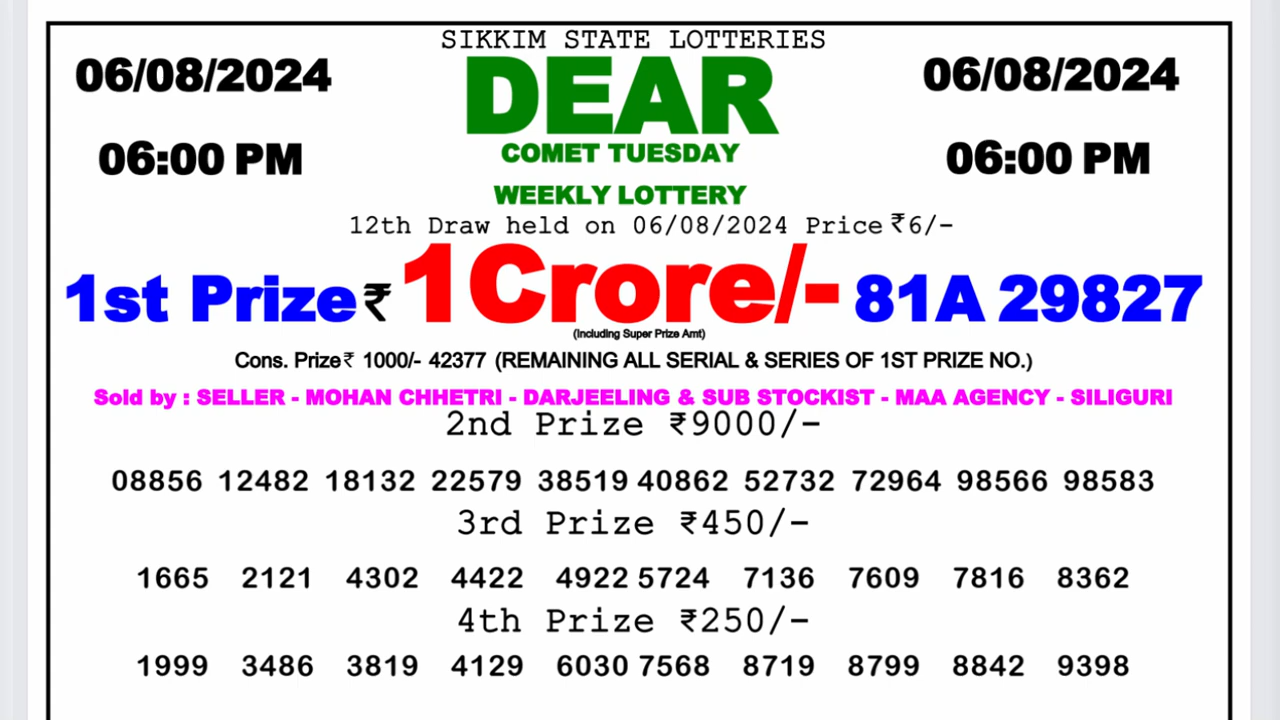 SIKKIM STATE LOTTERIES
06/08/2024 DEAR 06/08/2024
06:00 PM COMET TUESDAY 06:00 PM
WEEKLY LOTTERY
12th Draw held on 06/08/2024 Price ₹6/-
1st Prize ₹ 1Crore/- 81A 29827
(Including Super Prize Amt)
Cons. Prize ₹ 1000/- 42377 (REMAINING ALL SERIAL & SERIES OF 1ST PRIZE NO.)
Sold by : SELLER - MOHAN CHHETRI - DARJEELING & SUB STOCKIST - MAA AGENCY - SILIGURI
2nd Prize ₹9000/-
08856 12482 18132 22579 38519 40862 52732 72964 98566 98583
3rd Prize ₹450/-
1665 2121 4302 4422 4922 5724 7136 7609 7816 8362
4th Prize ₹250/-
1999 3486 3819 4129 6030 7568 8719 8799 8842 9398